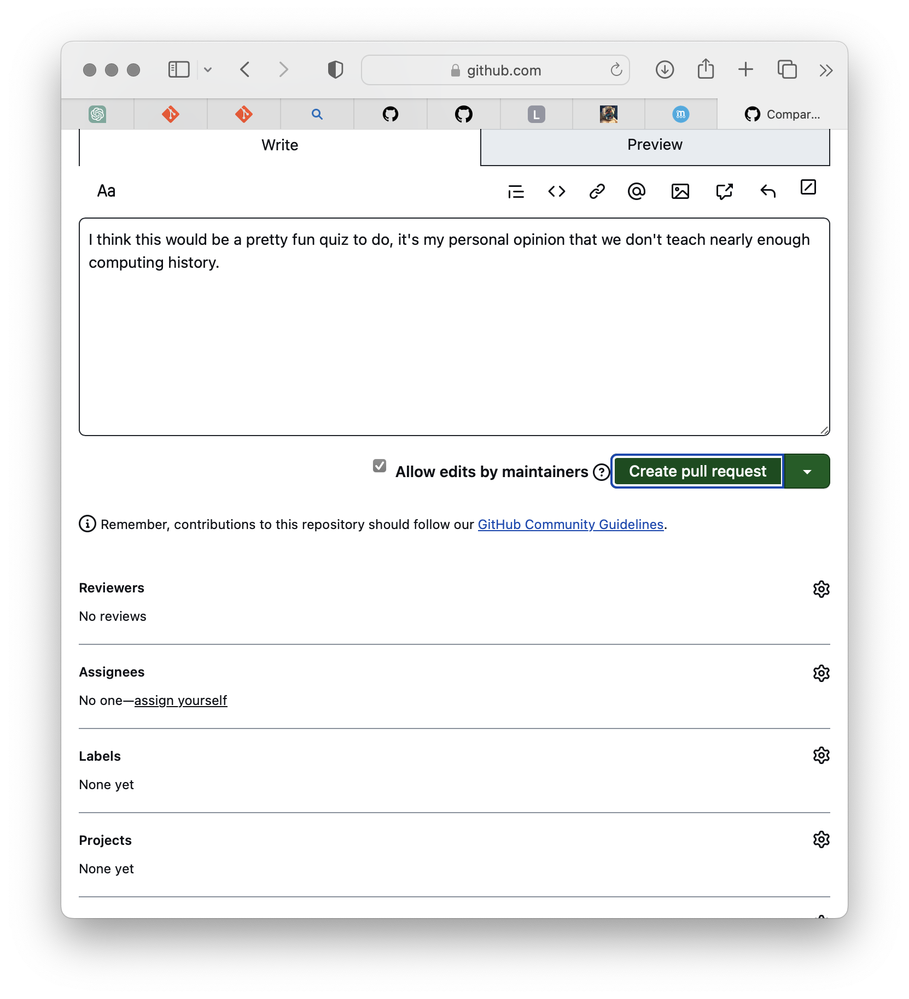 github.com
L
m
Compar...
Write
Preview
Aa
I think this would be a pretty fun quiz to do, it's my personal opinion that we don't teach nearly enough
computing history.
Allow edits by maintainers
Create pull request
Remember, contributions to this repository should follow our GitHub Community Guidelines.
Reviewers
No reviews
Assignees
No one—assign yourself
Labels
None yet
Projects
None yet